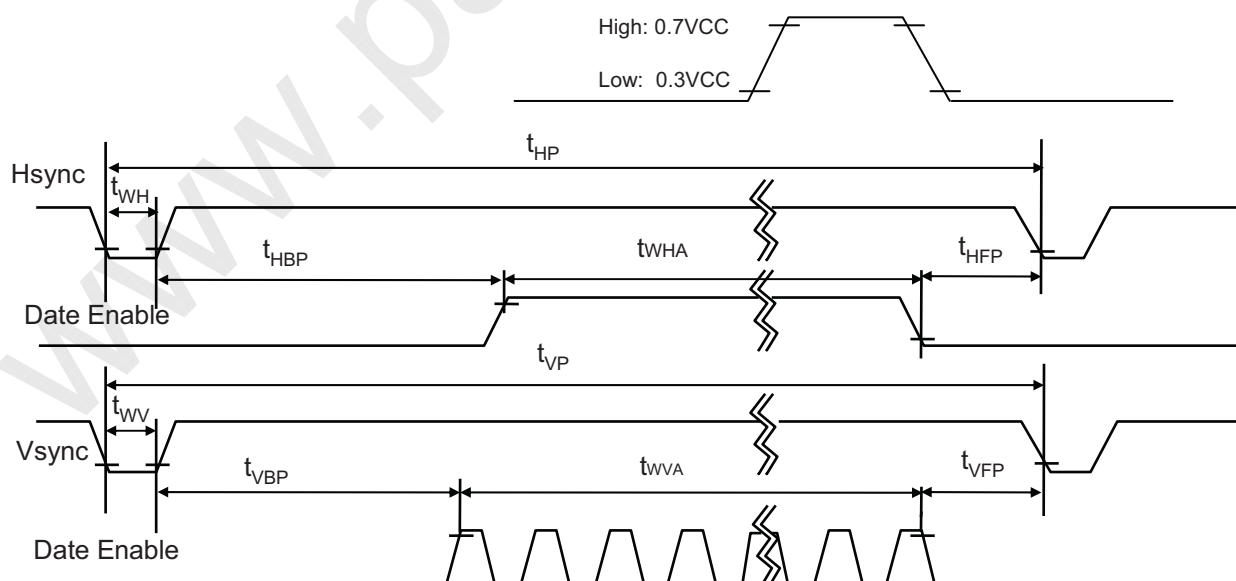 High: 0.7VCC
Low: 0.3VCC
tHP
Hsync
tWH
tHBP
tWHA
tHFP
Date Enable
tVP
tWV
Vsync
tVBP
tWVA
tVFP
Date Enable
www.p